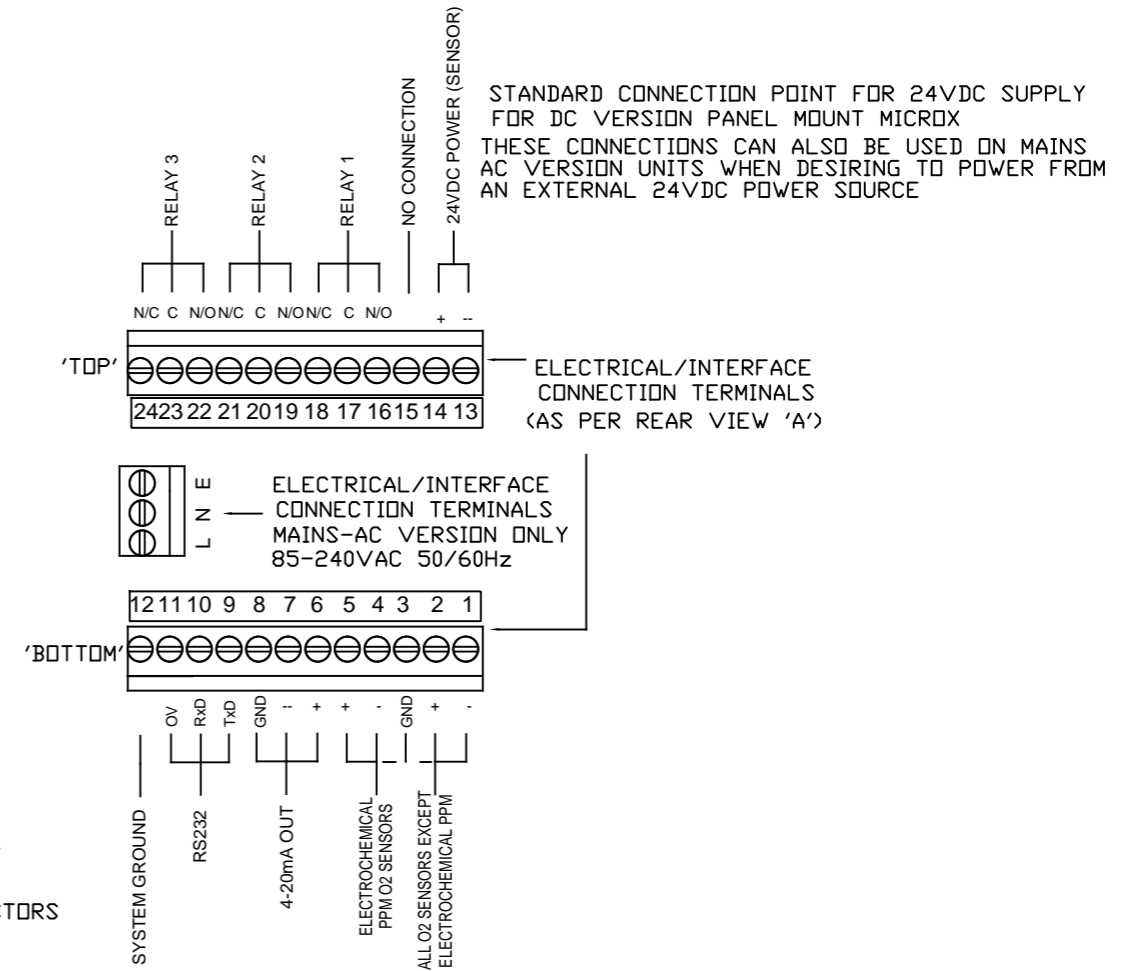 STANDARD CONNECTION POINT FOR 24VDC SUPPLY
FOR DC VERSION PANEL MOUNT MICROX
THESE CONNECTIONS CAN ALSO BE USED ON MAINS
AC VERSION UNITS WHEN DESIRING TO POWER FROM
AN EXTERNAL 24VDC POWER SOURCE
RELAY 3
RELAY 2
RELAY 1
NO CONNECTION
24VDC POWER (SENSOR)
N/C C N/O N/C C N/O N/C C N/O + --
'TOP'
24 23 22 21 20 19 18 17 16 15 14 13
ELECTRICAL/INTERFACE
CONNECTION TERMINALS
(AS PER REAR VIEW 'A')
E
N
L
ELECTRICAL/INTERFACE
CONNECTION TERMINALS
MAINS-AC VERSION ONLY
85-240VAC 50/60Hz
12 11 10 9 8 7 6 5 4 3 2 1
'BOTTOM'
OV RxD TxD GND -- + + - GND + -
SYSTEM GROUND
RS232
4-20mA OUT
ELECTROCHEMICAL
PPM O2 SENSORS
ALL O2 SENSORS EXCEPT
ELECTROCHEMICAL PPM
CTORS